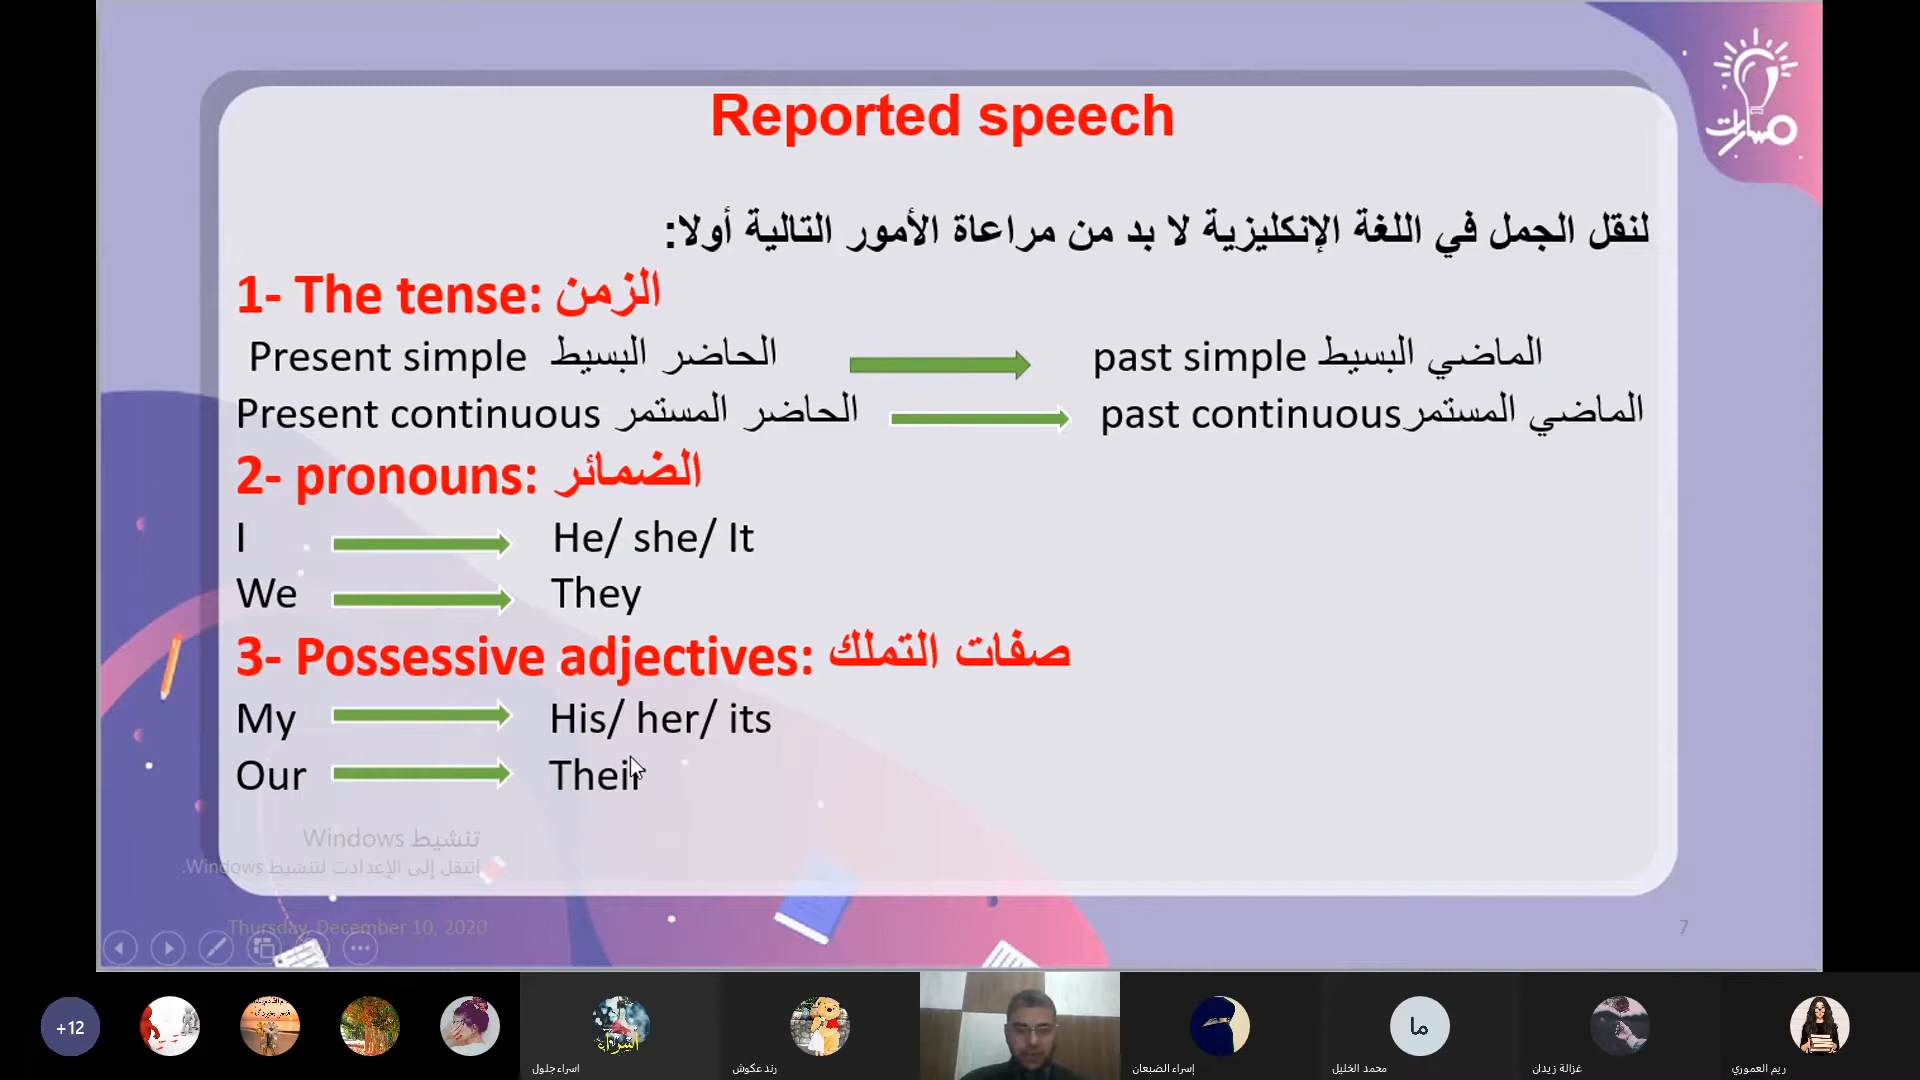 Reported speech
مسارات
لنقل الجمل في اللغة الإنكليزية لا بد من مراعاة الأمور التالية أولا:
1- The tense: الزمن
Present simple الحاضر البسيط past simple الماضي البسيط
Present continuous الحاضر المستمر past continuous الماضي المستمر
2- pronouns: الضمائر
I He/ she/ It
We They
3- Possessive adjectives: صفات التملك
My His/ her/ its
Our Their
تنشيط Windows
انتقل إلى الإعدادت لتنشيط Windows.
Thursday, December 10, 2020
7
+12
اسراء
ما
اسراء جلول
رند عكوش
إسراء الضبعان
محمد الخليل
غزالة زيدان
ريم العموري